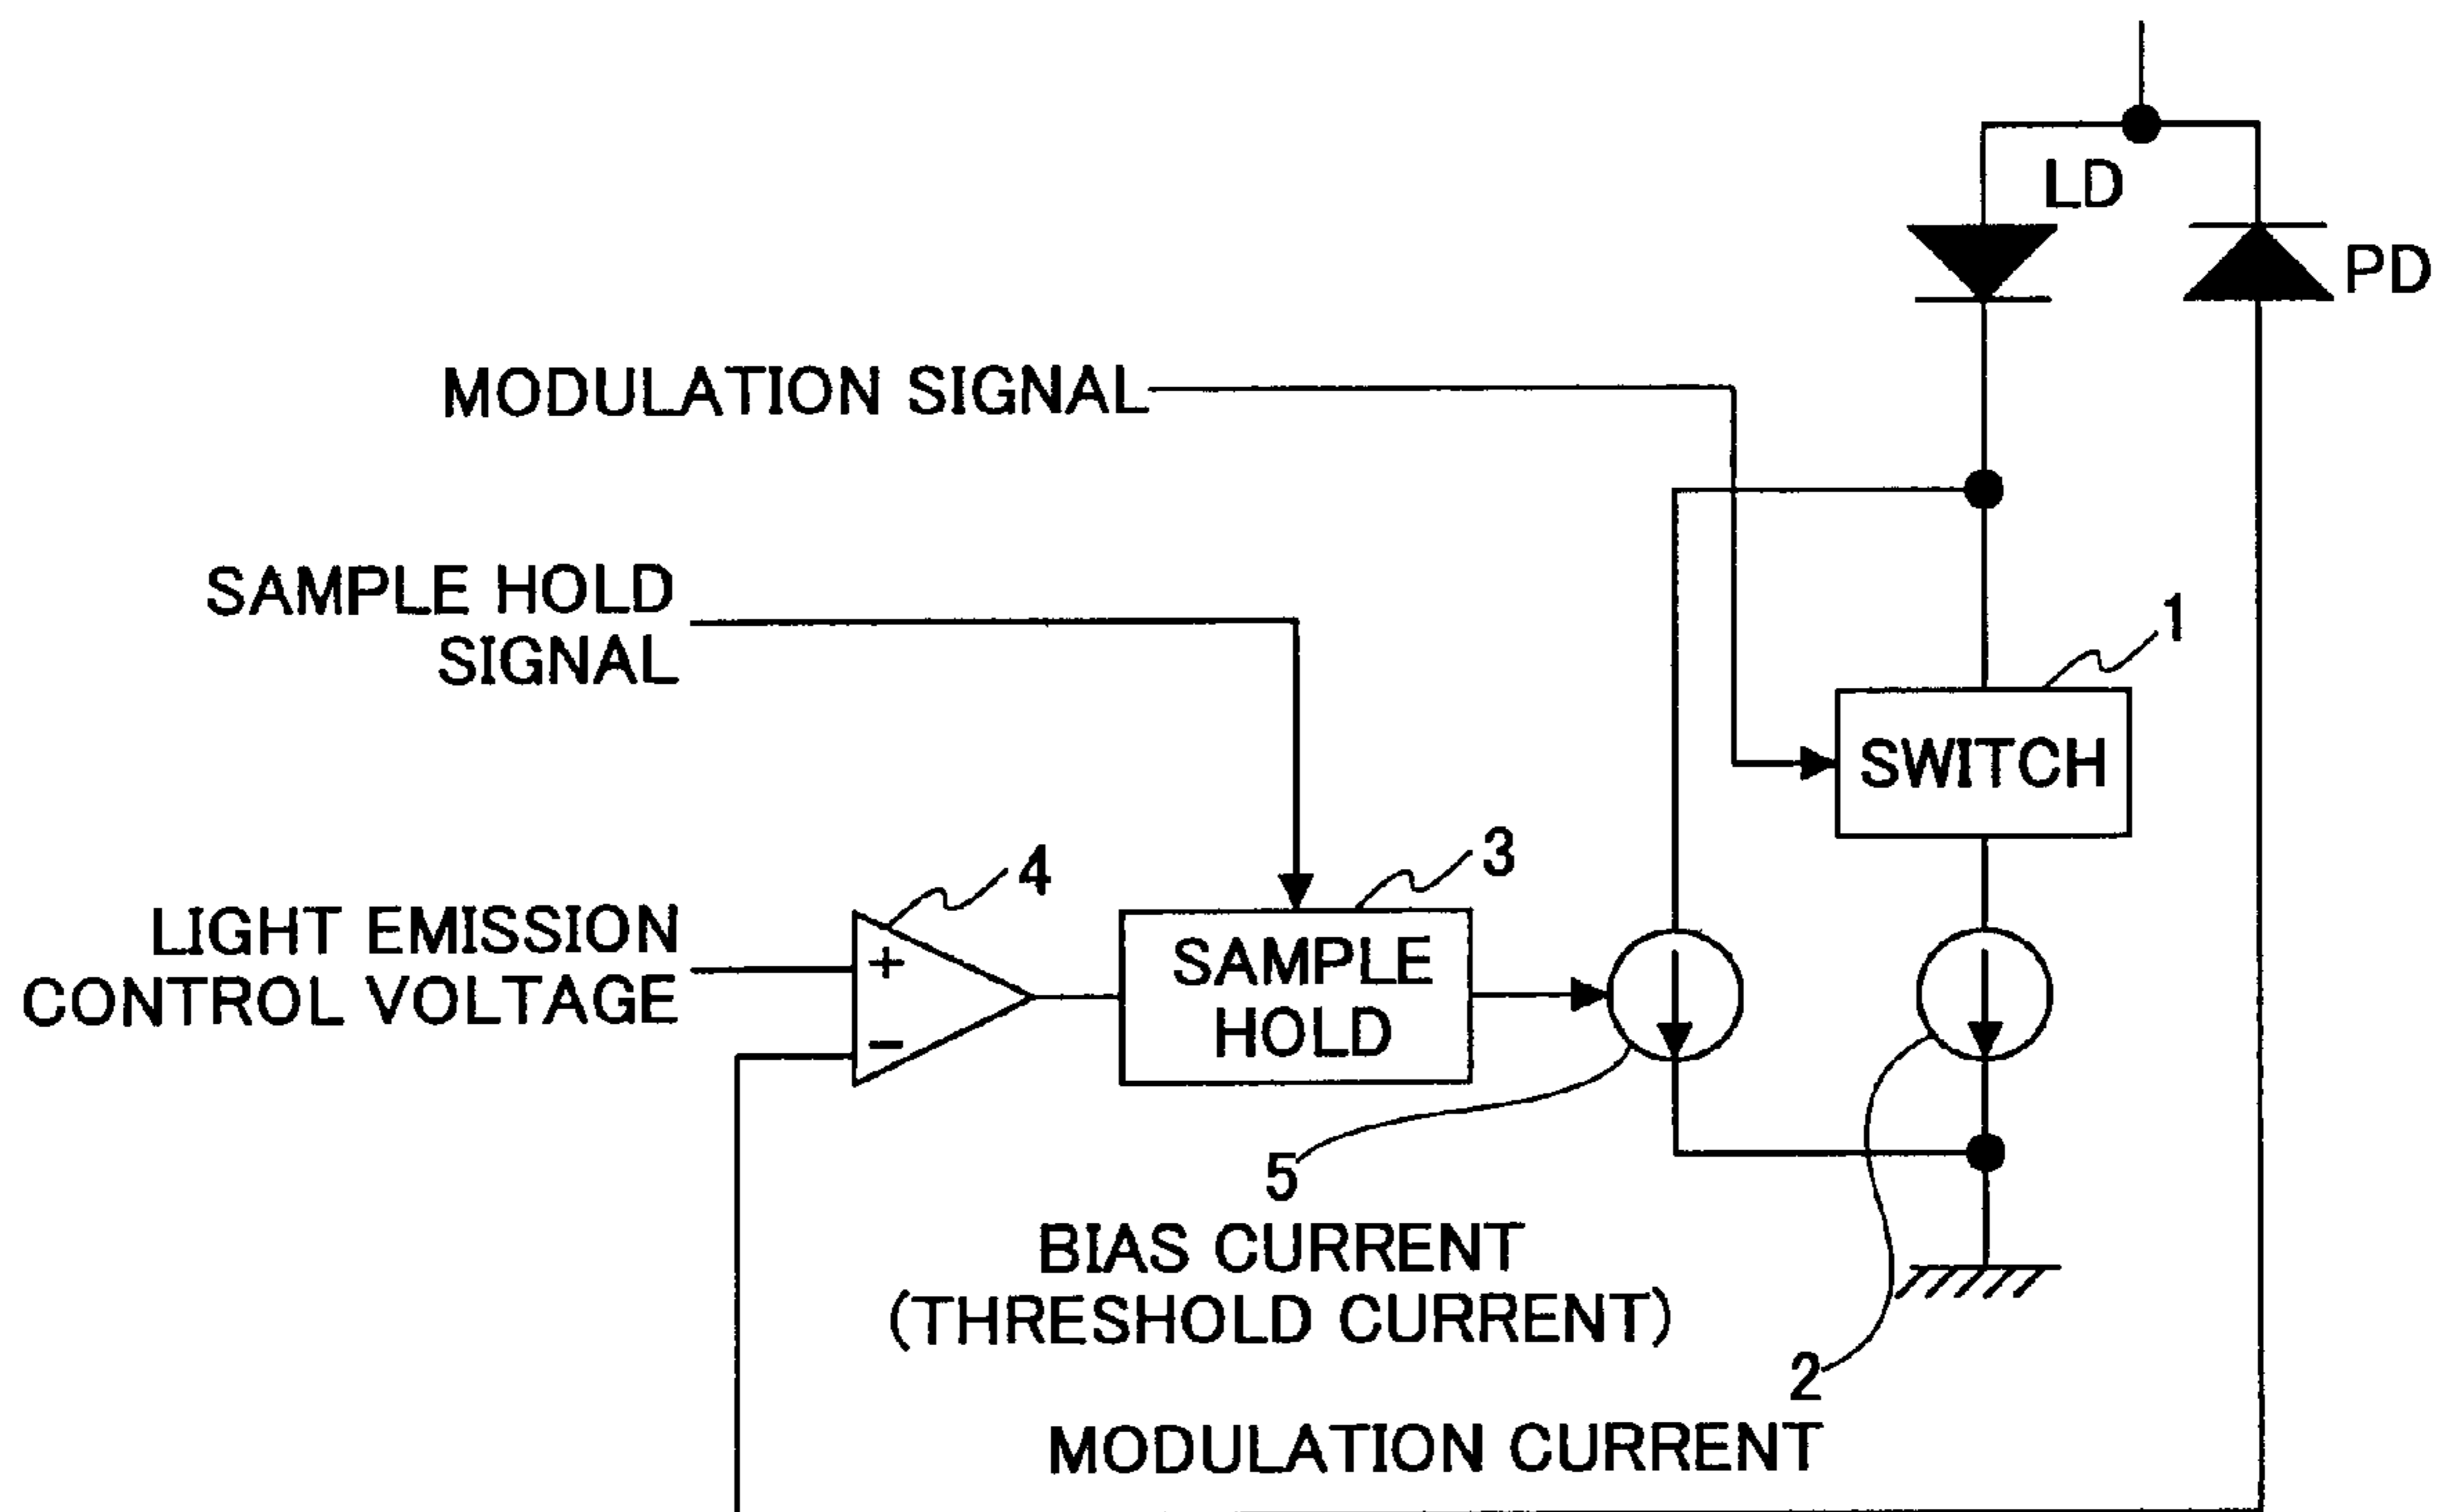 LD
PD
MODULATION SIGNAL
SAMPLE HOLD
SIGNAL
1
SWITCH
4
3
LIGHT EMISSION
CONTROL VOLTAGE
+
−
SAMPLE
HOLD
5
BIAS CURRENT
(THRESHOLD CURRENT)
2
MODULATION CURRENT